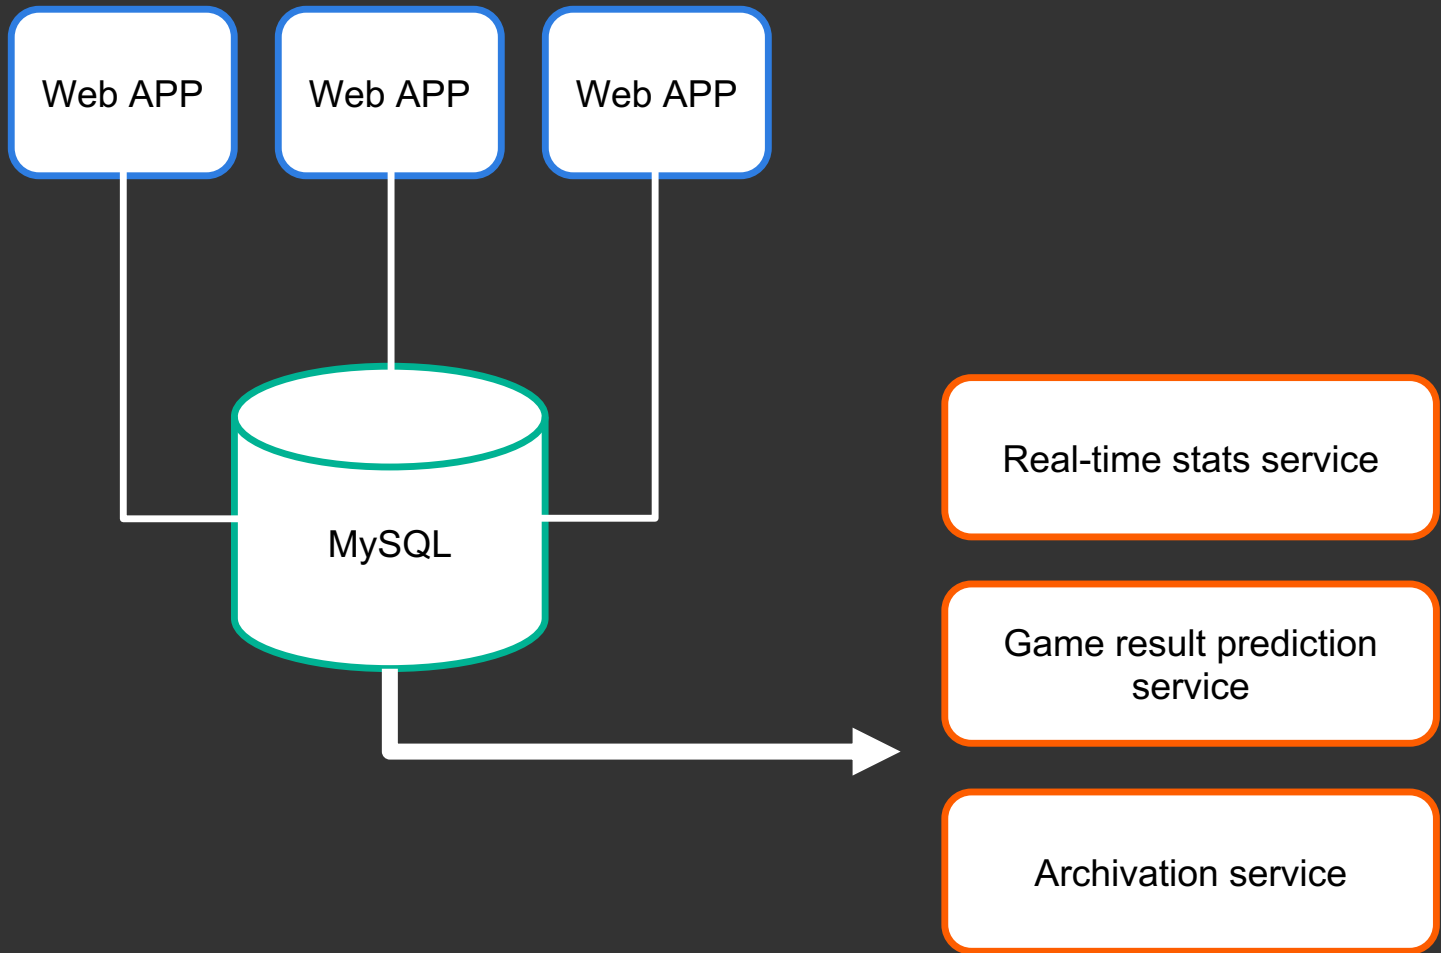 Web APP
Web APP
Web APP
MySQL
Real-time stats service
Game result prediction
service
Archivation service